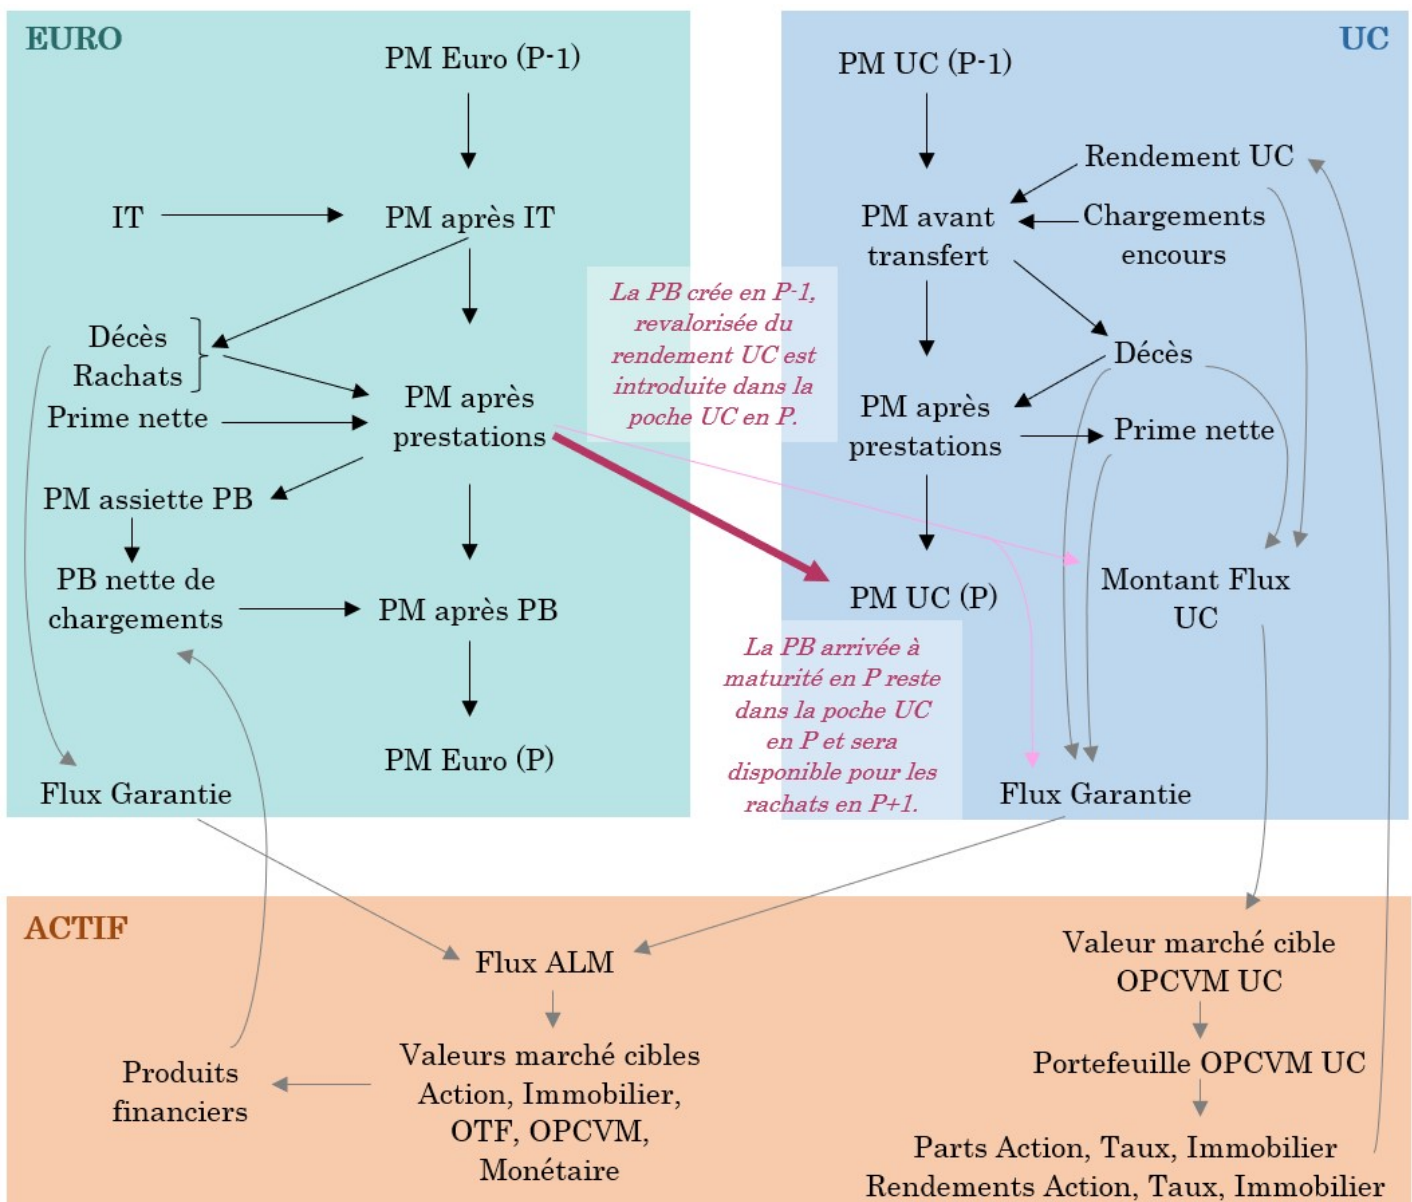 EURO
PM Euro (P-1)
IT
PM après IT
Décès
Rachats
Prime nette
PM après
prestations
PM assiette PB
PB nette de
chargements
PM après PB
PM Euro (P)
Flux Garantie
La PB crée en P-1,
revalorisée du
rendement UC est
introduite dans la
poche UC en P.
La PB arrivée à
maturité en P reste
dans la poche UC
en P et sera
disponible pour les
rachats en P+1.
UC
PM UC (P-1)
Rendement UC
PM avant
transfert
Chargements
encours
Décès
PM après
prestations
Prime nette
Montant Flux
UC
PM UC (P)
Flux Garantie
ACTIF
Flux ALM
Valeurs marché cibles
Action, Immobilier,
OTF, OPCVM,
Monétaire
Produits
financiers
Valeur marché cible
OPCVM UC
Portefeuille OPCVM UC
Parts Action, Taux, Immobilier
Rendements Action, Taux, Immobilier